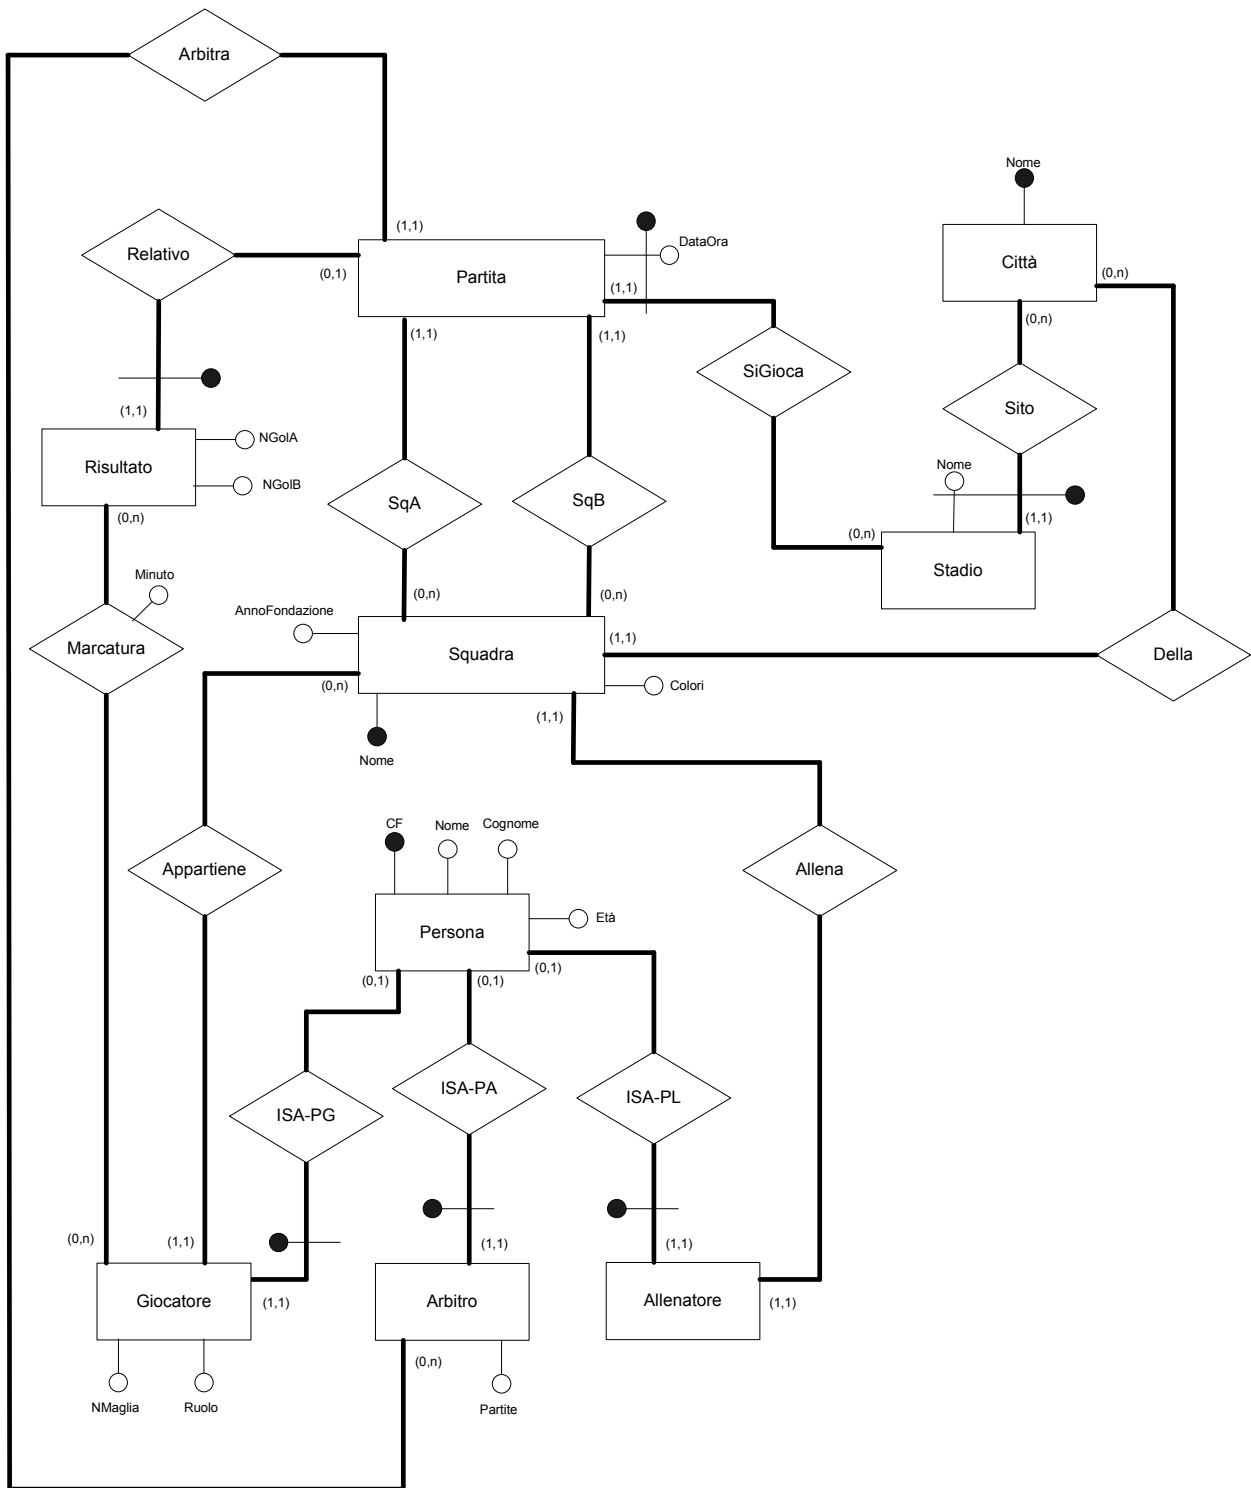 Arbitra
Nome
(1,1)
DataOra
Relativo
(0,1)
Partita
(1,1)
Città
(0,n)
(1,1)
(1,1)
(0,n)
SiGioca
Sito
(1,1)
NGolA
Risultato
Nome
NGolB
SqA
SqB
(0,n)
(0,n)
(1,1)
Stadio
Minuto
(0,n)
(0,n)
AnnoFondazione
Marcatura
Squadra
(1,1)
Della
(0,n)
Colori
(1,1)
Nome
CF
Nome
Cognome
Appartiene
Allena
Età
Persona
(0,1)
(0,1)
(0,1)
ISA-PG
ISA-PA
ISA-PL
(0,n)
(1,1)
(1,1)
(1,1)
Giocatore
(1,1)
Arbitro
Allenatore
(1,1)
(0,n)
NMaglia
Ruolo
Partite